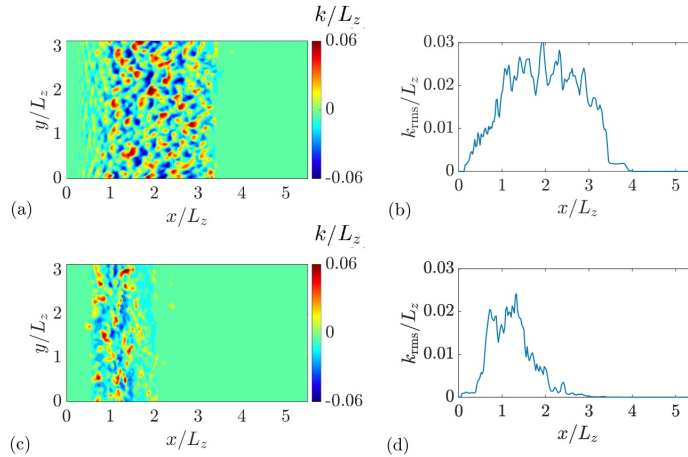 k/L_z
3
2
1
0
y/L_z
0.06
0
-0.06
0 1 2 3 4 5
x/L_z
(a)
0.03
0.02
0.01
0
k_rms/L_z
0 1 2 3 4 5
x/L_z
(b)
k/L_z
3
2
1
0
y/L_z
0.06
0
-0.06
0 1 2 3 4 5
x/L_z
(c)
0.03
0.02
0.01
0
k_rms/L_z
0 1 2 3 4 5
x/L_z
(d)